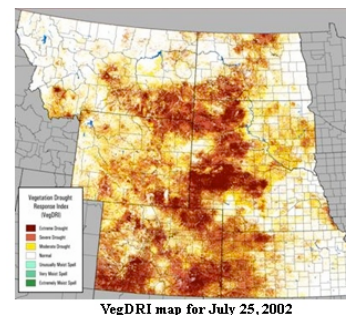 Vegetation Drought
Response Index
(VegDRI)
Extreme Drought
Severe Drought
Moderate Drought
Normal
Unusually Moist Spell
Very Moist Spell
Extremely Moist Spell
VegDRI map for July 25, 2002